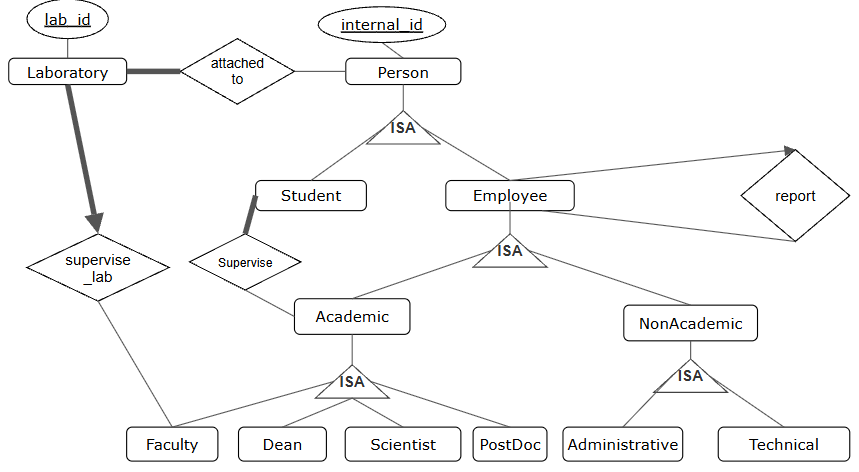 lab_id
internal_id
Laboratory
attached
to
Person
ISA
Student
Employee
report
supervise
_lab
Supervise
ISA
Academic
NonAcademic
ISA
ISA
Faculty
Dean
Scientist
PostDoc
Administrative
Technical